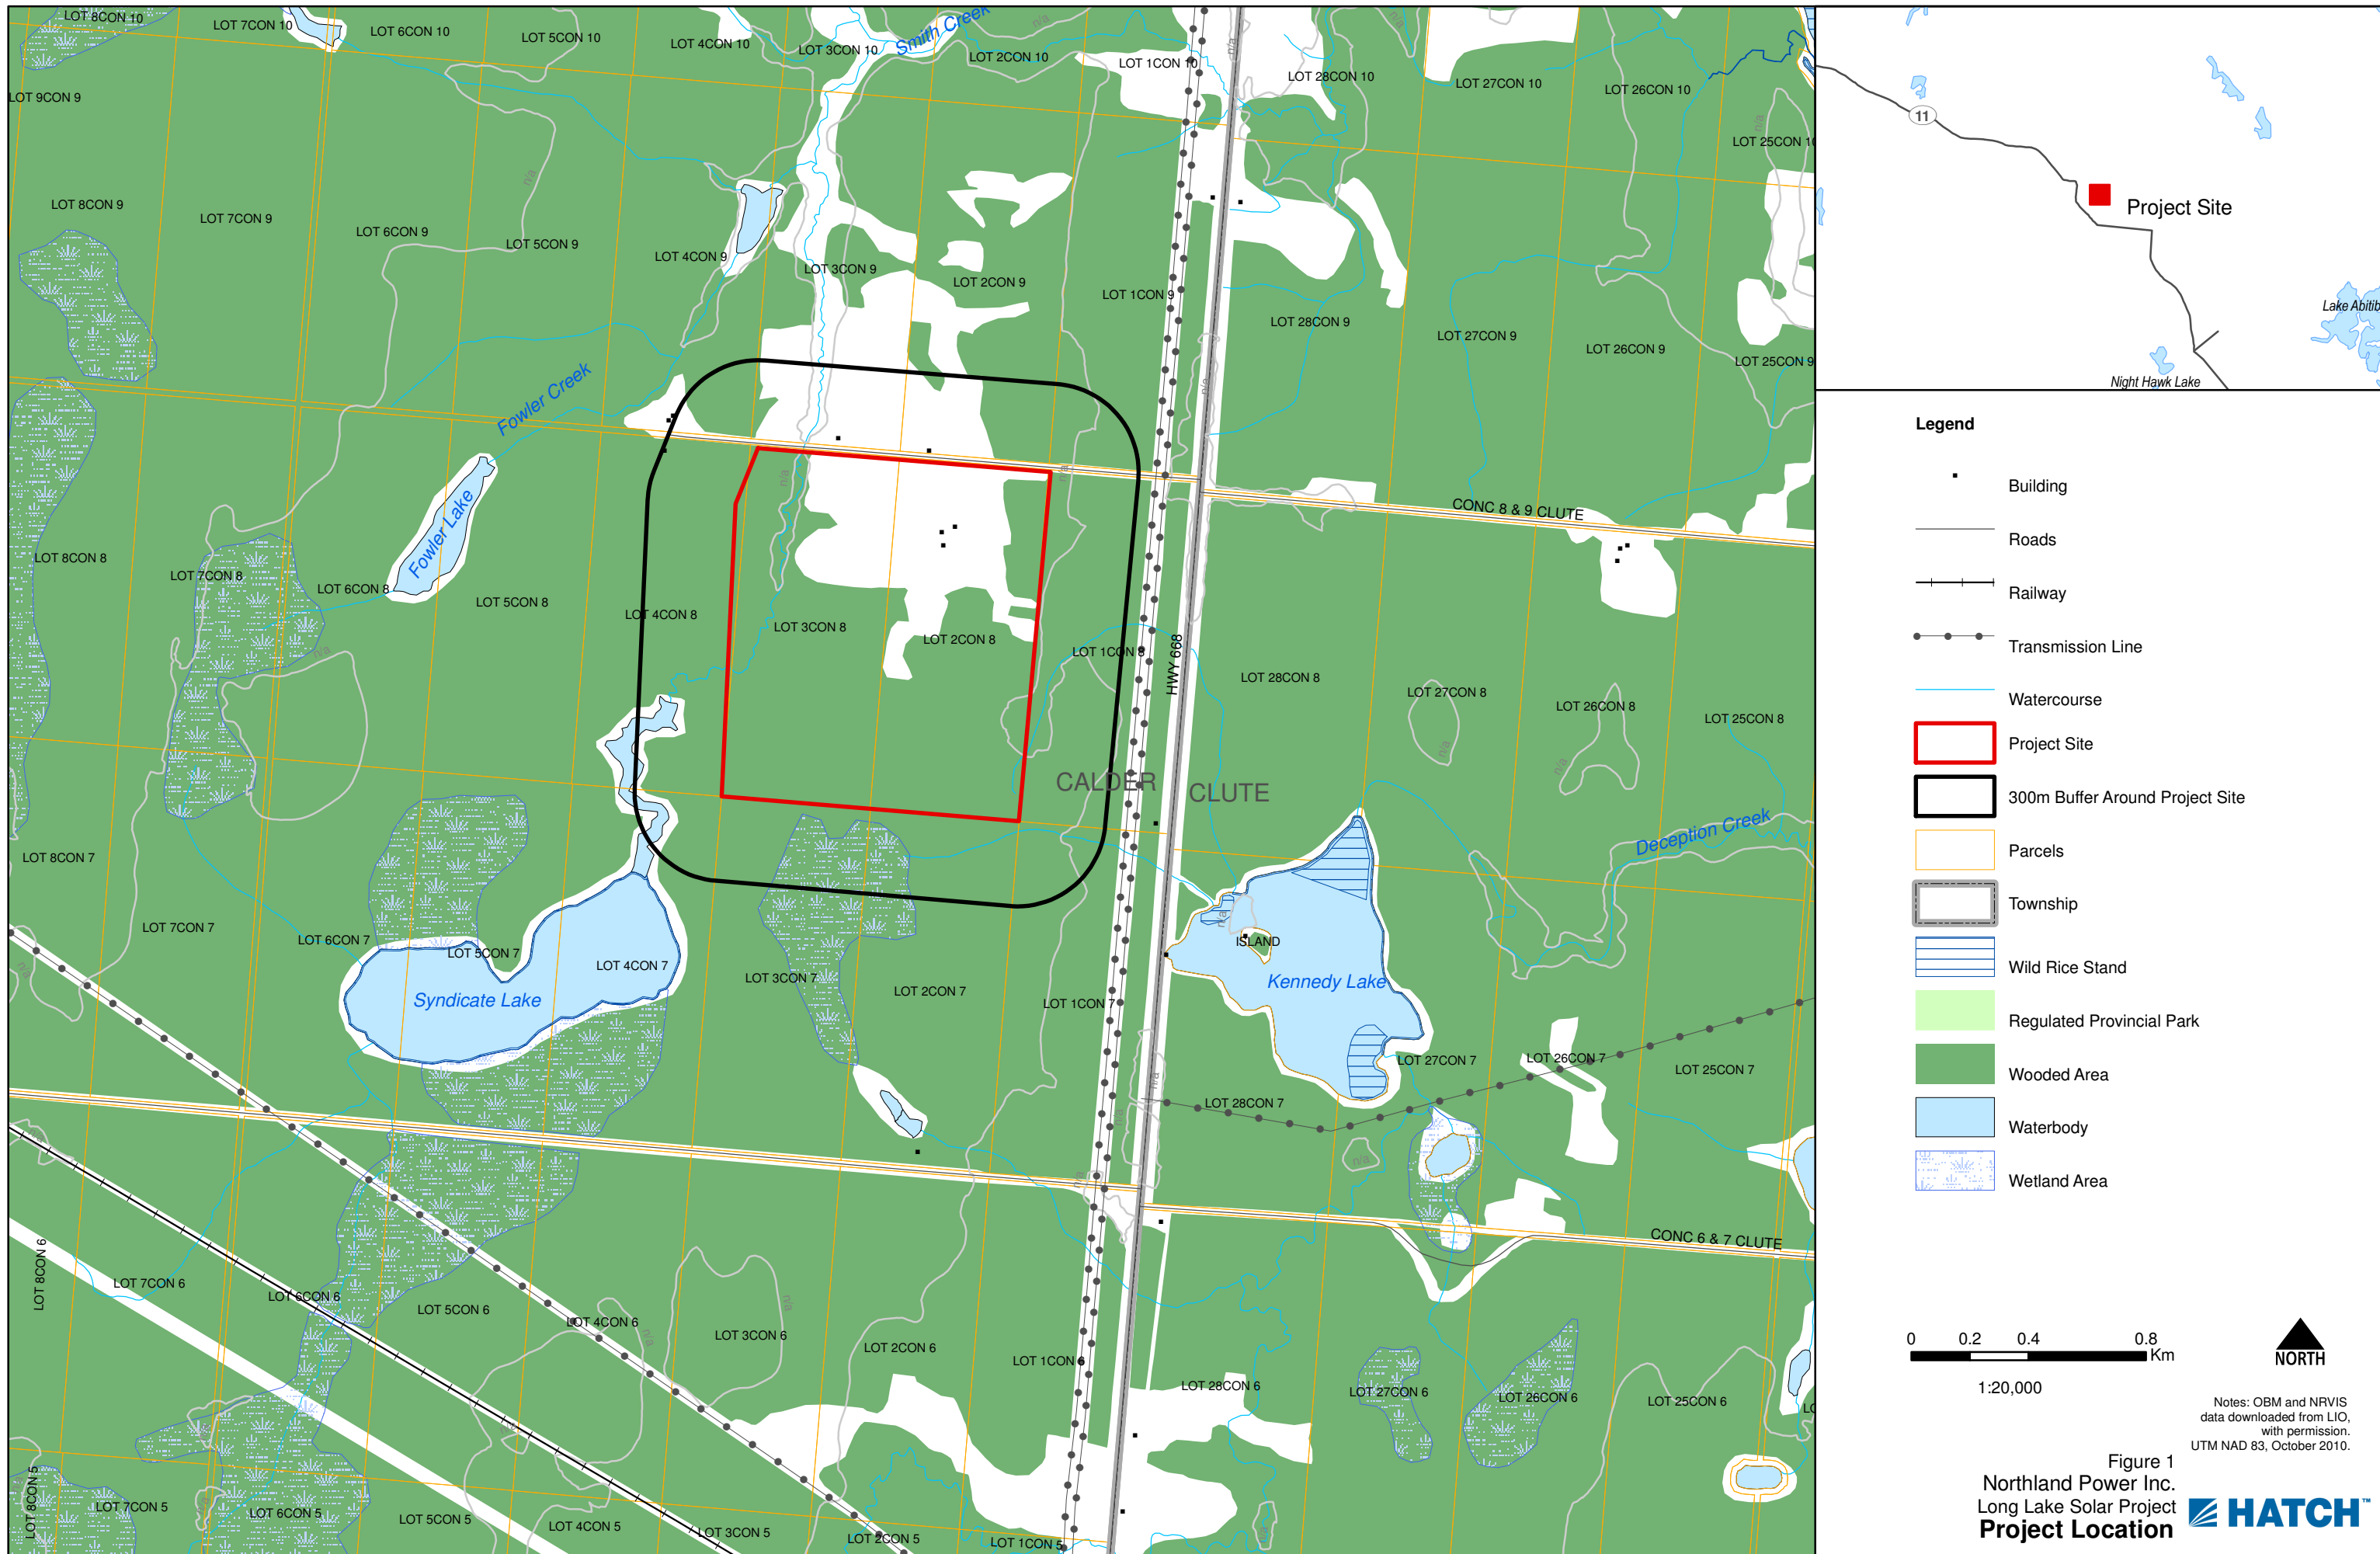 LOT 8CON 10
LOT 7CON 10
LOT 6CON 10
LOT 5CON 10
LOT 4CON 10
LOT 3CON 10
Smith Creek
n/a
LOT 2CON 10
LOT 1CON 10
n/a
LOT 28CON 10
n/a
LOT 27CON 10
LOT 26CON 10
n/a
LOT 25CON 10
LOT 9CON 9
LOT 8CON 9
LOT 7CON 9
LOT 6CON 9
n/a
LOT 5CON 9
LOT 4CON 9
LOT 3CON 9
LOT 2CON 9
LOT 1CON 9
LOT 28CON 9
LOT 27CON 9
LOT 26CON 9
LOT 25CON 9
n/a
Fowler Creek
Fowler Lake
n/a
n/a
CONC 8 & 9 CLUTE
LOT 8CON 8
LOT 7CON 8
LOT 6CON 8
LOT 5CON 8
LOT 4CON 8
LOT 3CON 8
LOT 2CON 8
LOT 1CON 8
HWY 668
LOT 28CON 8
LOT 27CON 8
LOT 26CON 8
LOT 25CON 8
n/a
n/a
n/a
CALDER
CLUTE
Deception Creek
LOT 8CON 7
LOT 7CON 7
LOT 6CON 7
LOT 5CON 7
LOT 4CON 7
Syndicate Lake
LOT 3CON 7
LOT 2CON 7
LOT 1CON 7
n/a
ISLAND
Kennedy Lake
LOT 28CON 7
LOT 27CON 7
LOT 26CON 7
LOT 25CON 7
n/a
n/a
n/a
n/a
n/a
n/a
CONC 6 & 7 CLUTE
LOT 8CON 6
LOT 7CON 6
LOT 6CON 6
LOT 5CON 6
LOT 4CON 6
n/a
LOT 3CON 6
n/a
LOT 2CON 6
LOT 1CON 6
LOT 28CON 6
LOT 27CON 6
LOT 26CON 6
LOT 25CON 6
LOT 8CON 5
LOT 7CON 5
n/a
LOT 6CON 5
LOT 5CON 5
n/a
LOT 4CON 5
LOT 3CON 5
LOT 2CON 5
LOT 1CON 5
n/a
11
Project Site
Lake Abitib
Night Hawk Lake
Legend
Building
Roads
Railway
Transmission Line
Watercourse
Project Site
300m Buffer Around Project Site
Parcels
Township
Wild Rice Stand
Regulated Provincial Park
Wooded Area
Waterbody
Wetland Area
0 0.2 0.4 0.8
Km
1:20,000
NORTH
Notes: OBM and NRVIS
data downloaded from LIO,
with permission.
UTM NAD 83, October 2010.
Figure 1
Northland Power Inc.
Long Lake Solar Project
Project Location
HATCH™